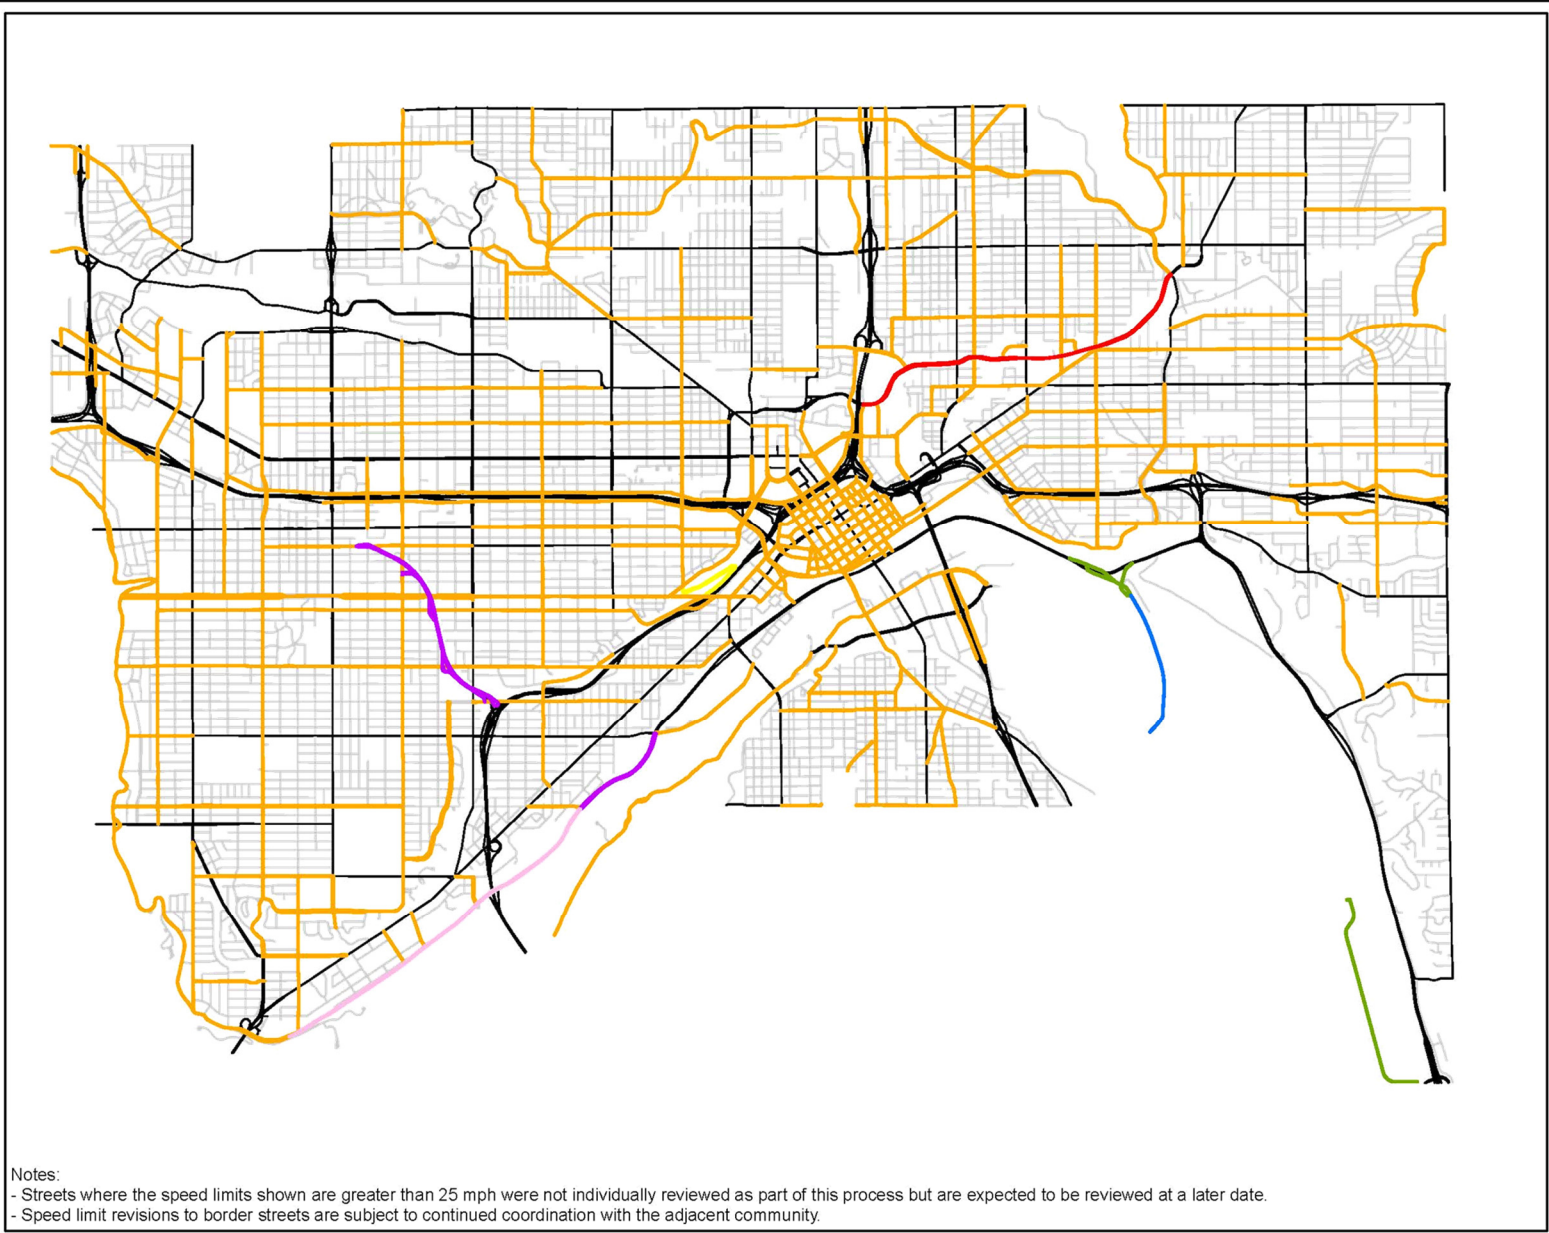 Notes:
- Streets where the speed limits shown are greater than 25 mph were not individually reviewed as part of this process but are expected to be reviewed at a later date.
- Speed limit revisions to border streets are subject to continued coordination with the adjacent community.